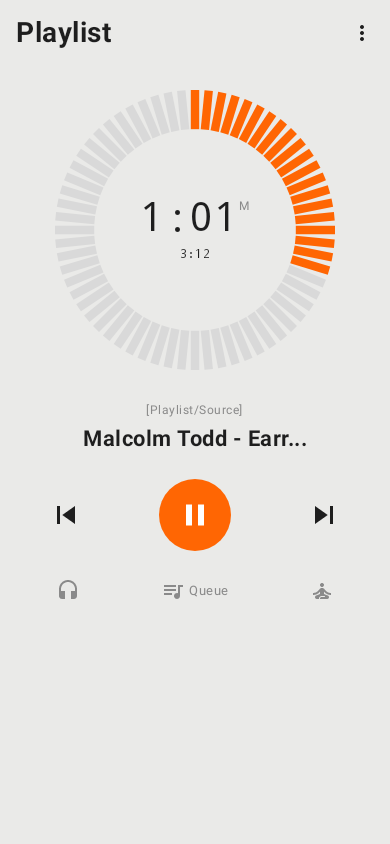 Playlist
1:01 M
3:12
[Playlist/Source]
Malcolm Todd - Earr...
Queue